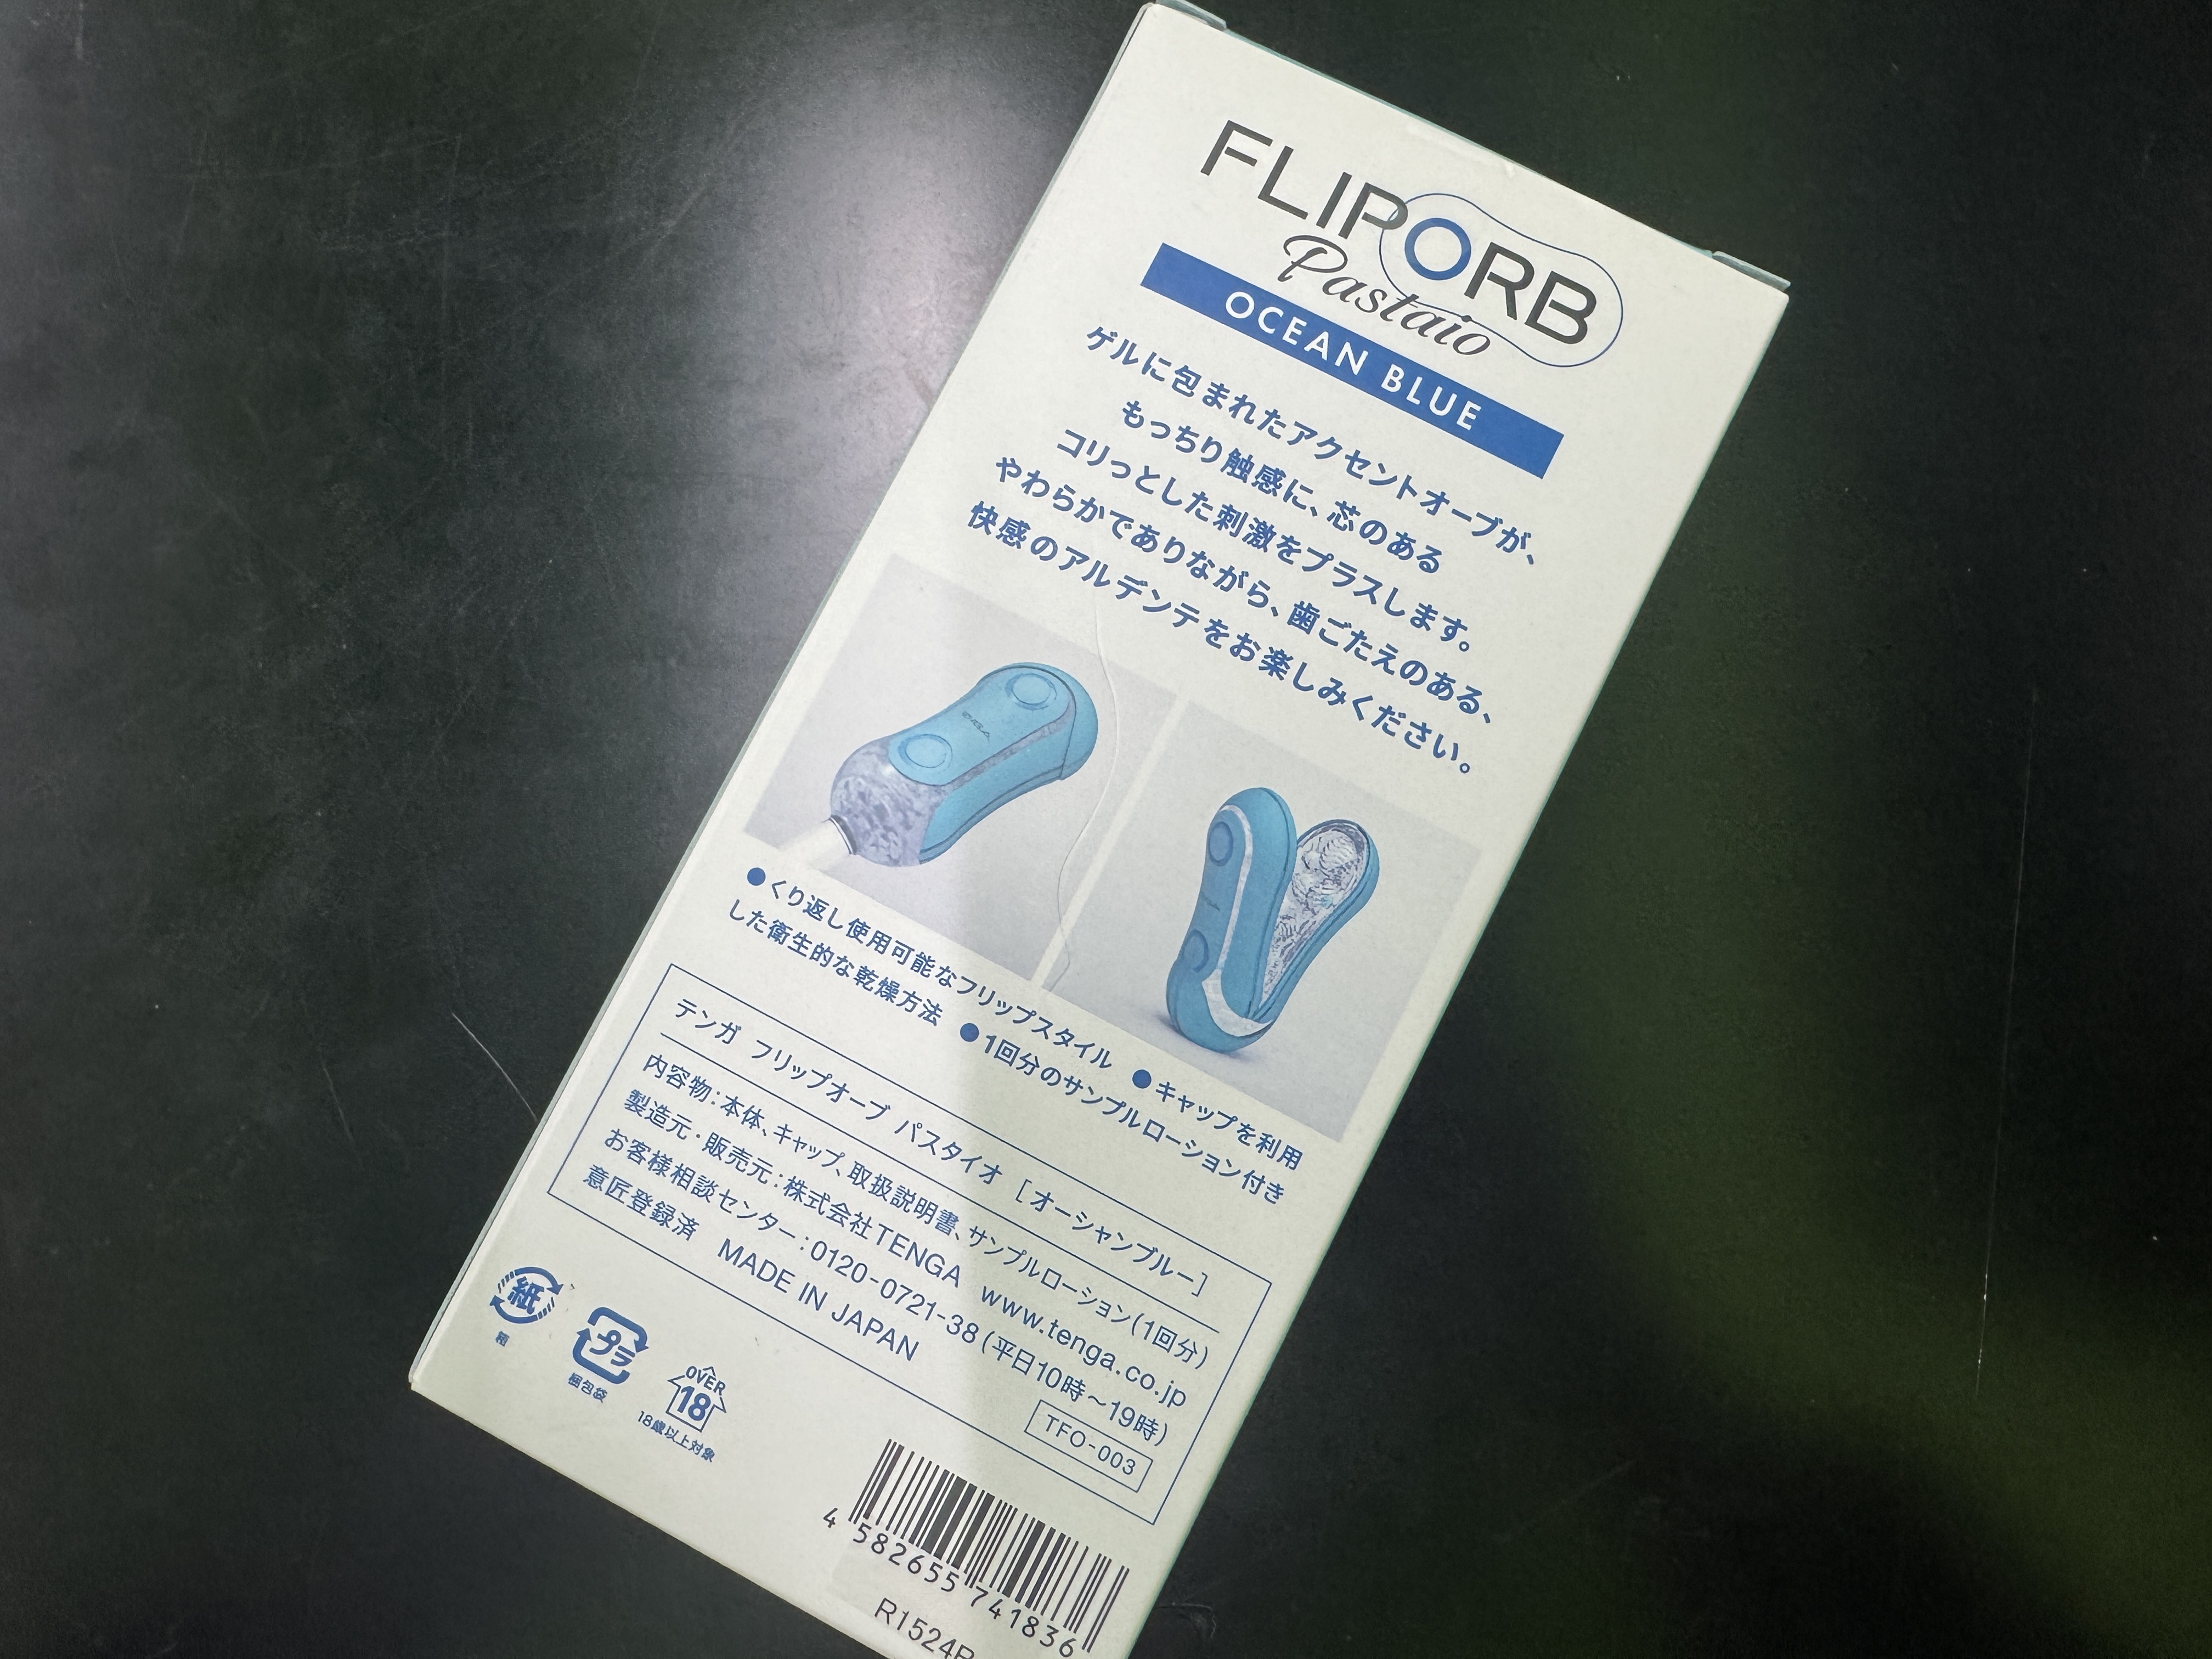 FLIPORB
Pastaio
OCEAN BLUE
ゲルに包まれたアクセントオーブが、
もっちり触感に、芯のある
コリっとした刺激をプラスします。
やわらかでありながら、歯ごたえのある、
快感のアルデンテをお楽しみください。
TENGA
●くり返し使用可能なフリップスタイル ●キャップを利用
した衛生的な乾燥方法 ●1回分のサンプルローション付き
テンガ フリップオーブ パスタイオ [オーシャンブルー]
内容物:本体、キャップ、取扱説明書、サンプルローション(1回分)
製造元・販売元:株式会社TENGA www.tenga.co.jp
お客様相談センター:0120-0721-38(平日10時~19時)
意匠登録済 MADE IN JAPAN
TFO-003
紙
箱
プラ
梱包袋
OVER
18
18歳以上対象
4 582655 741836